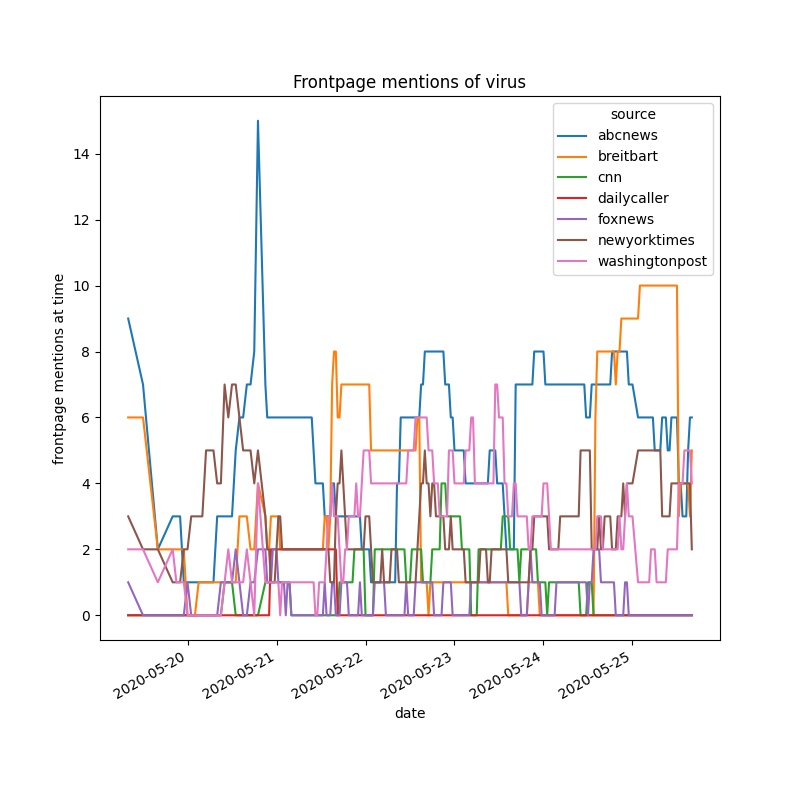 Frontpage mentions of virus
source
abcnews
breitbart
cnn
dailycaller
foxnews
newyorktimes
washingtonpost
frontpage mentions at time
14
12
10
8
6
4
2
0
2020-05-20
2020-05-21
2020-05-22
2020-05-23
2020-05-24
2020-05-25
date